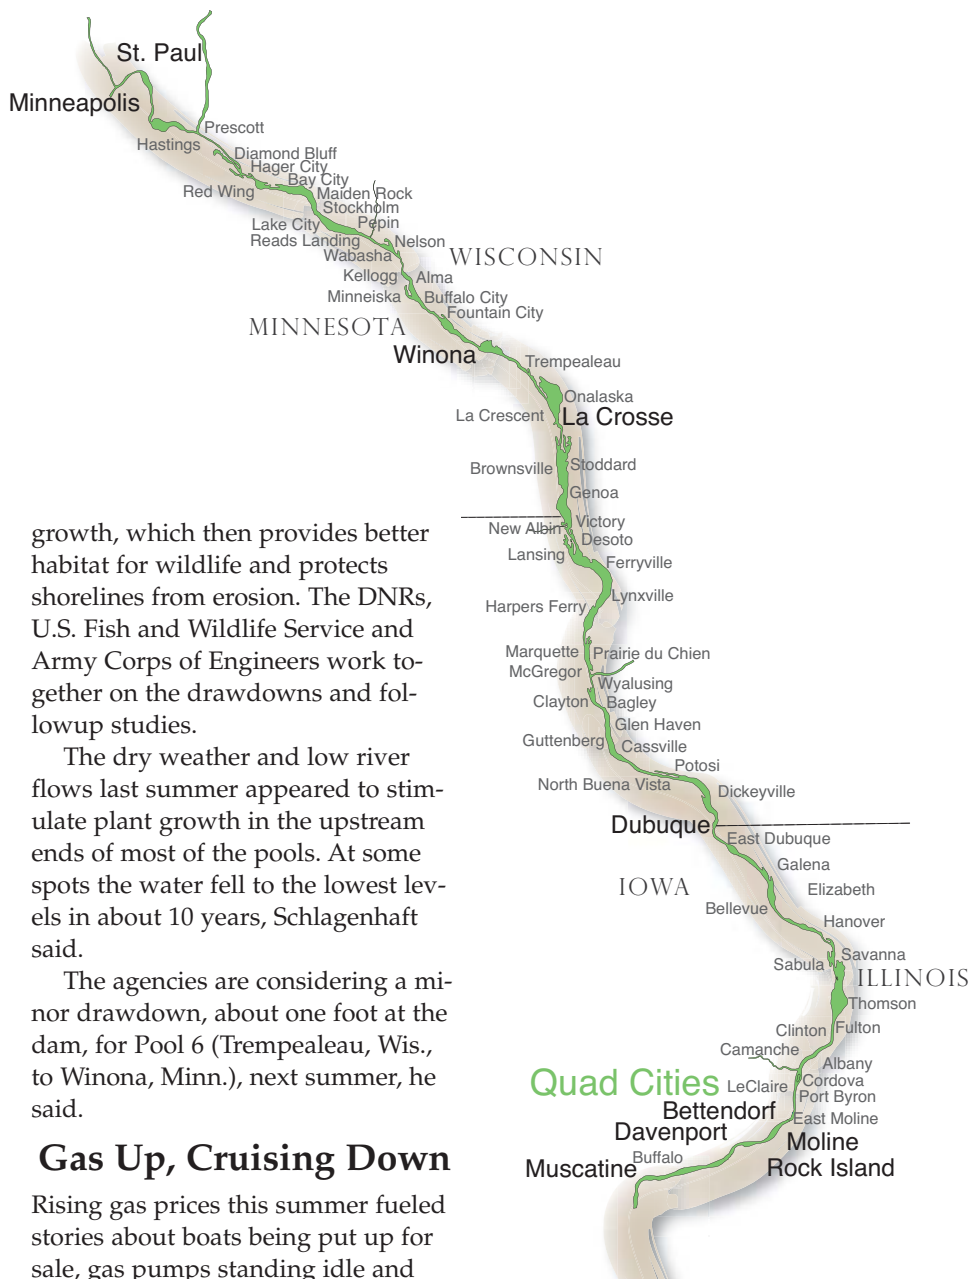 St. Paul
Minneapolis
Prescott
Hastings
Diamond Bluff
Hager City
Bay City
Red Wing
Maiden Rock
Stockholm
Pepin
Lake City
Reads Landing
Nelson
Wabasha
WISCONSIN
Kellogg
Alma
Minneiska
Buffalo City
Fountain City
MINNESOTA
Winona
Trempealeau
Onalaska
La Crescent
La Crosse
Brownsville
Stoddard
Genoa
New Albin
Victory
Desoto
Lansing
Ferryville
Lynxville
Harpers Ferry
Marquette
Prairie du Chien
McGregor
Wyalusing
Clayton
Bagley
Glen Haven
Guttenberg
Cassville
Potosi
North Buena Vista
Dickeyville
Dubuque
East Dubuque
Galena
IOWA
Elizabeth
Bellevue
Hanover
Savanna
Sabula
ILLINOIS
Thomson
Clinton
Fulton
Camanche
Albany
Quad Cities
LeClaire
Cordova
Port Byron
Bettendorf
East Moline
Davenport
Moline
Buffalo
Muscatine
Rock Island
growth, which then provides better
habitat for wildlife and protects
shorelines from erosion. The DNRs,
U.S. Fish and Wildlife Service and
Army Corps of Engineers work to-
gether on the drawdowns and fol-
lowup studies.
The dry weather and low river
flows last summer appeared to stim-
ulate plant growth in the upstream
ends of most of the pools. At some
spots the water fell to the lowest lev-
els in about 10 years, Schlagenhaft
said.
The agencies are considering a mi-
nor drawdown, about one foot at the
dam, for Pool 6 (Trempealeau, Wis.,
to Winona, Minn.), next summer, he
said.
Gas Up, Cruising Down
Rising gas prices this summer fueled
stories about boats being put up for
sale, gas pumps standing idle and